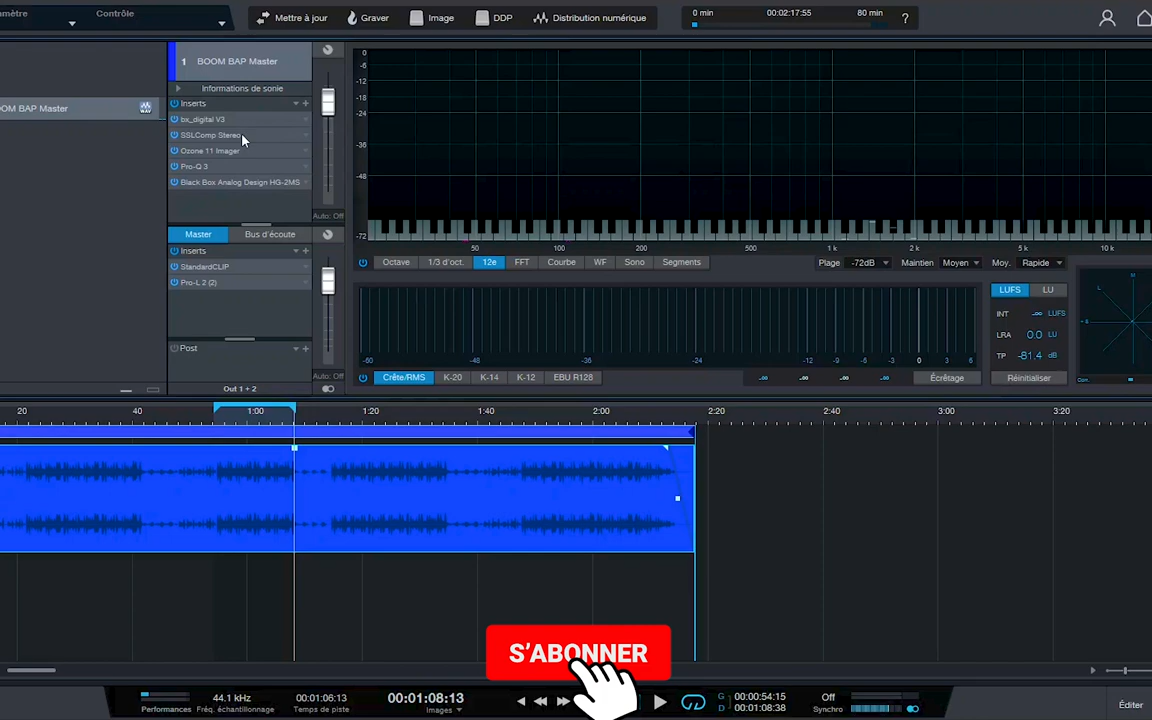 mètre
Contrôle
Mettre à jour
Graver
Image
DDP
Distribution numérique
0 min
00:02:17:55
80 min
?
1 BOOM BAP Master
Informations de sonie
OM BAP Master
Inserts
bx_digital V3
SSLComp Stereo
Ozone 11 Imager
Pro-Q 3
Black Box Analog Design HG-2MS
Auto: Off
Master
Bus d'écoute
Inserts
StandardCLIP
Pro-L 2 (2)
Post
Auto: Off
Out 1 + 2
0
-6
-12
-18
-24
-36
-48
-72
50 100 200 500 1 k 2 k 5 k 10 k
Octave 1/3 d'oct. 12e FFT Courbe WF Sono Segments
Plage -72dB Maintien Moyen Moy. Rapide
-60 -48 -36 -24 -12 -6 -3 0 3 6
Crête/RMS K-20 K-14 K-12 EBU R128
-∞ -∞ -∞ -∞
Écrêtage
LUFS LU
INT -∞ LUFS
LRA 0.0 LU
TP -81.4 dB
Réinitialiser
M
L
+S
Corr.
20 40 1:00 1:20 1:40 2:00 2:20 2:40 3:00 3:20
S'ABONNER
Performances
44.1 kHz
Fréq. échantillonnage
00:01:06:13
Temps de piste
00:01:08:13
Images
G 00:00:54:15
D 00:01:08:38
Off
Synchro
Éditer